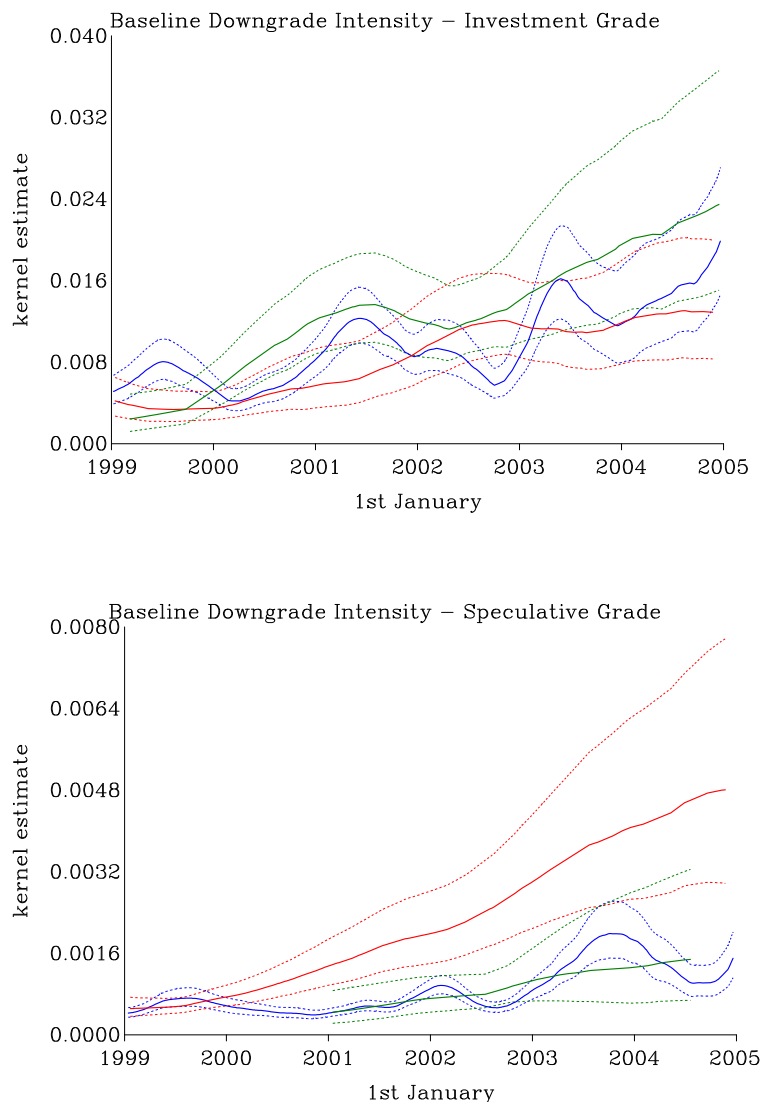 Baseline Downgrade Intensity – Investment Grade
0.040
0.032
0.024
0.016
0.008
0.000
kernel estimate
1999 2000 2001 2002 2003 2004 2005
1st January
Baseline Downgrade Intensity – Speculative Grade
0.0080
0.0064
0.0048
0.0032
0.0016
0.0000
kernel estimate
1999 2000 2001 2002 2003 2004 2005
1st January